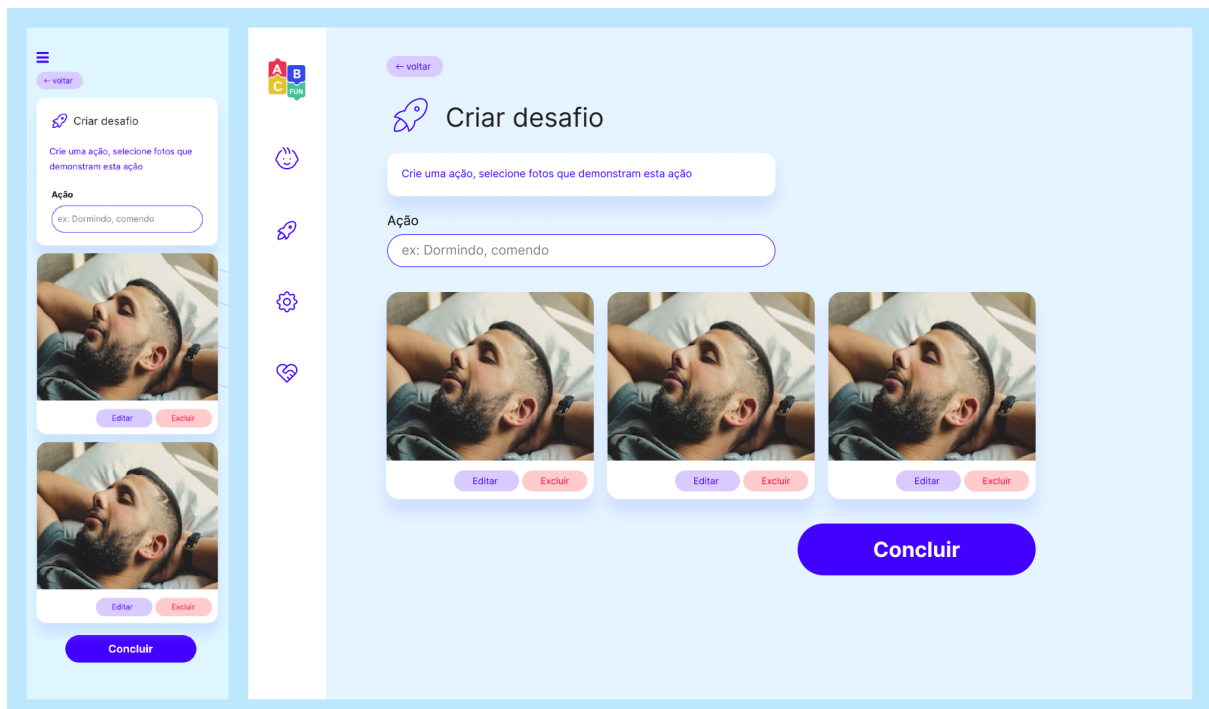 ← voltar
Criar desafio
Crie uma ação, selecione fotos que
demonstram esta ação
Ação
ex: Dormindo, comendo
Editar Excluir
Editar Excluir
Concluir
A B
C FUN
← voltar
Criar desafio
Crie uma ação, selecione fotos que demonstram esta ação
Ação
ex: Dormindo, comendo
Editar Excluir Editar Excluir Editar Excluir
Concluir